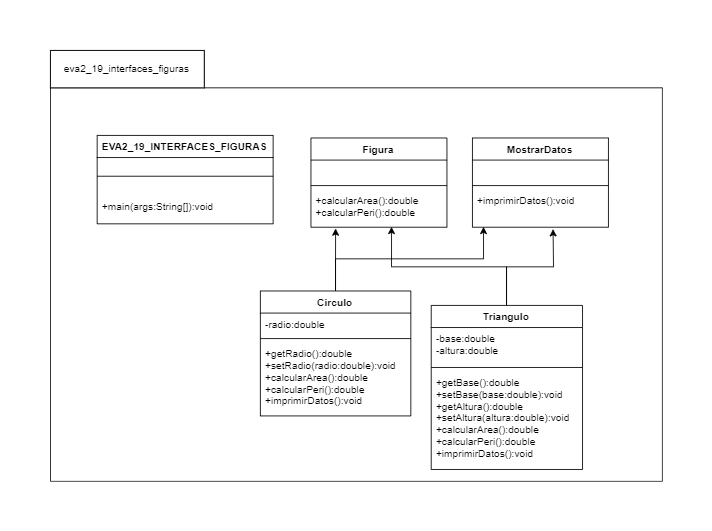 eva2_19_interfaces_figuras
EVA2_19_INTERFACES_FIGURAS
+main(args:String[]):void
Figura
+calcularArea():double
+calcularPeri():double
MostrarDatos
+imprimirDatos():void
Circulo
-radio:double
+getRadio():double
+setRadio(radio:double):void
+calcularArea():double
+calcularPeri():double
+imprimirDatos():void
Triangulo
-base:double
-altura:double
+getBase():double
+setBase(base:double):void
+getAltura():double
+setAltura(altura:double):void
+calcularArea():double
+calcularPeri():double
+imprimirDatos():void